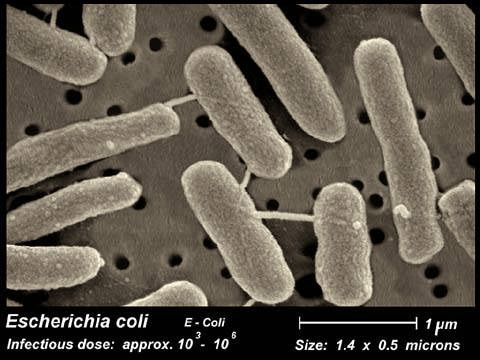 Escherichia coli E - Coli
1 µm
Infectious dose: approx. 10³ - 10⁶
Size: 1.4 x 0.5 microns